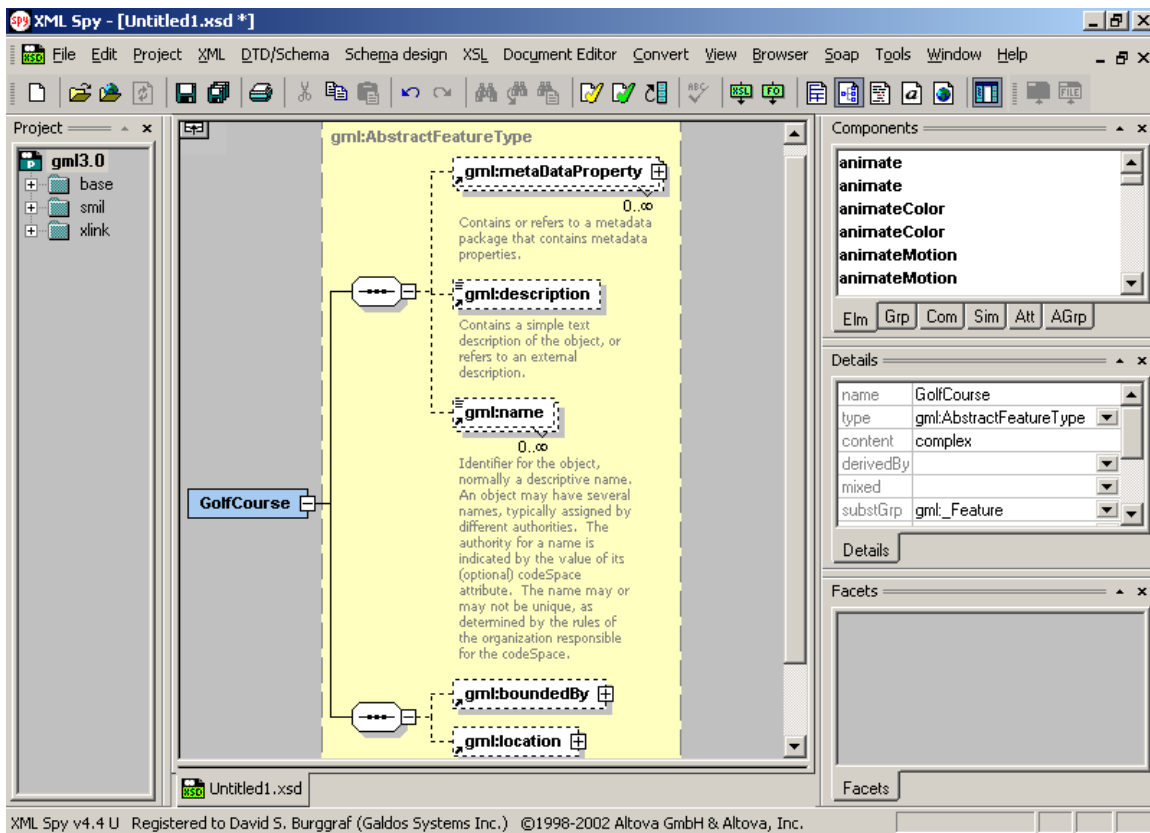 XML Spy - [Untitled1.xsd *]
File Edit Project XML DTD/Schema Schema design XSL Document Editor Convert View Browser Soap Tools Window Help
Project
gml3.0
base
smil
xlink
gml:AbstractFeatureType
gml:metaDataProperty
0..∞
Contains or refers to a metadata
package that contains metadata
properties.
gml:description
Contains a simple text
description of the object, or
refers to an external
description.
gml:name
0..∞
Identifier for the object,
normally a descriptive name.
An object may have several
names, typically assigned by
different authorities. The
authority for a name is
indicated by the value of its
(optional) codeSpace
attribute. The name may or
may not be unique, as
determined by the rules of
the organization responsible
for the codeSpace.
GolfCourse
gml:boundedBy
gml:location
Untitled1.xsd
Components
animate
animate
animateColor
animateColor
animateMotion
animateMotion
Elm Grp Com Sim Att AGrp
Details
name GolfCourse
type gml:AbstractFeatureType
content complex
derivedBy
mixed
substGrp gml:_Feature
Details
Facets
Facets
XML Spy v4.4 U Registered to David S. Burggraf (Galdos Systems Inc.) ©1998-2002 Altova GmbH & Altova, Inc.